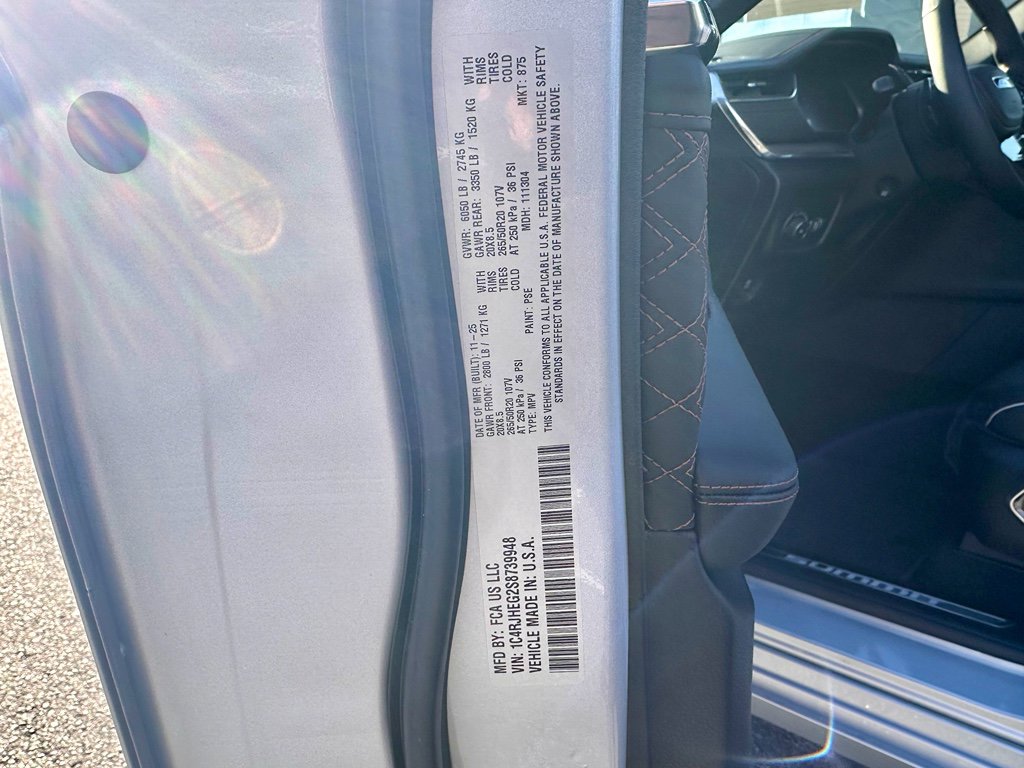 MFD BY: FCA US LLC
VIN: 1C4RJHEG2S8739948
VEHICLE MADE IN: U.S.A.
DATE OF MFR (BUILT): 11-25
GAWR FRONT: 2800 LB / 1271 KG WITH
20X8.5 RIMS
265/50R20 107V TIRES
AT 250 kPa / 36 PSI COLD
TYPE: MPV PAINT: PSE
GVWR: 6050 LB / 2745 KG
GAWR REAR: 3350 LB / 1520 KG WITH
20X8.5 RIMS
265/50R20 107V TIRES
AT 250 kPa / 36 PSI COLD
MDH: 111304 MKT: 875
THIS VEHICLE CONFORMS TO ALL APPLICABLE U.S.A. FEDERAL MOTOR VEHICLE SAFETY
STANDARDS IN EFFECT ON THE DATE OF MANUFACTURE SHOWN ABOVE.